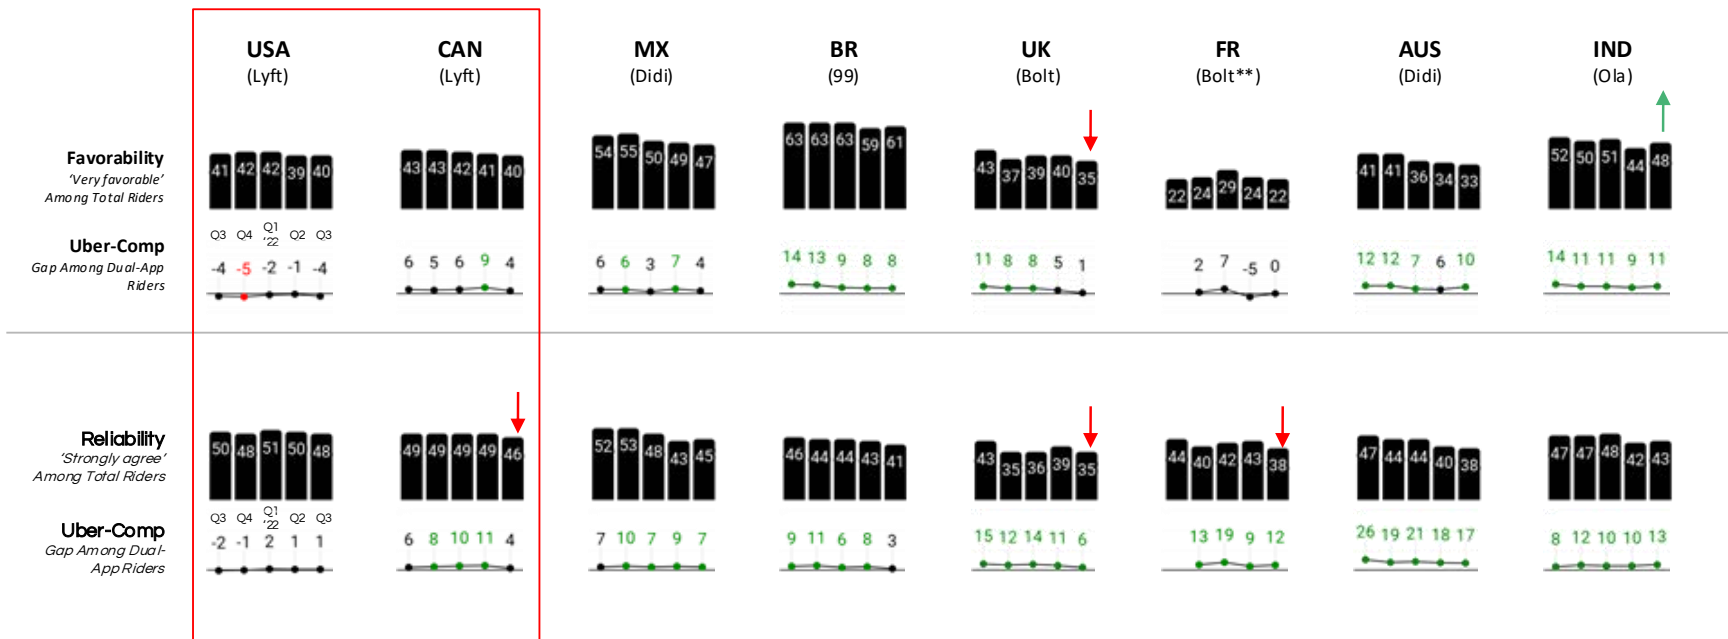 USA CAN MX BR UK FR AUS IND
(Lyft) (Lyft) (Didi) (99) (Bolt) (Bolt**) (Didi) (Ola)
Favorability
'Very favorable'
Among Total Riders
41 42 42 39 40 43 43 42 41 40 54 55 50 49 47 63 63 63 59 61 43 37 39 40 35 22 24 29 24 22 41 41 36 34 33 52 50 51 44 48
Q3 Q4 Q1 '22 Q2 Q3
Uber-Comp
Gap Among Dual-App
Riders
-4 -5 -2 -1 -4 6 5 6 9 4 6 6 3 7 4 14 13 9 8 8 11 8 8 5 1 2 7 -5 0 12 12 7 6 10 14 11 11 9 11
Reliability
'Strongly agree'
Among Total Riders
50 48 51 50 48 49 49 49 49 46 52 53 48 43 45 46 44 44 43 41 43 35 36 39 35 44 40 42 43 38 47 44 44 40 38 47 47 48 42 43
Q3 Q4 Q1 '22 Q2 Q3
Uber-Comp
Gap Among Dual-
App Riders
-2 -1 2 1 1 6 8 10 11 4 7 10 7 9 7 9 11 6 8 3 15 12 14 11 6 13 19 9 12 26 19 21 18 17 8 12 10 10 13